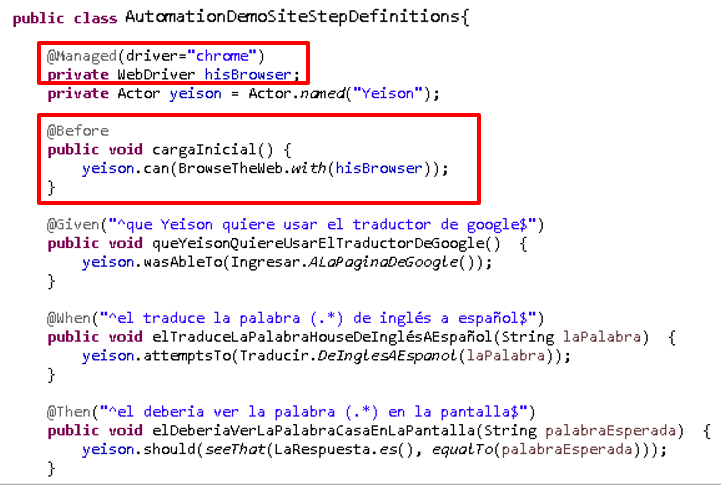 public class AutomationDemoSiteStepDefinitions{
@Managed(driver="chrome")
private WebDriver hisBrowser;
private Actor yeison = Actor.named("Yeison");
@Before
public void cargaInicial() {
yeison.can(BrowseTheWeb.with(hisBrowser));
}
@Given("^que Yeison quiere usar el traductor de google$")
public void queYeisonQuiereUsarElTraductorDeGoogle()  {
yeison.wasAbleTo(Ingresar.ALaPaginaDeGoogle());
}
@When("^el traduce la palabra (.*) de inglés a español$")
public void elTraduceLaPalabraHouseDeInglésAEspañol(String laPalabra)  {
yeison.attemptsTo(Traducir.DeInglesAEspanol(laPalabra));
}
@Then("^el deberia ver la palabra (.*) en la pantalla$")
public void elDeberiaVerLaPalabraCasaEnLaPantalla(String palabraEsperada)  {
yeison.should(seeThat(LaRespuesta.es(), equalTo(palabraEsperada)));
}